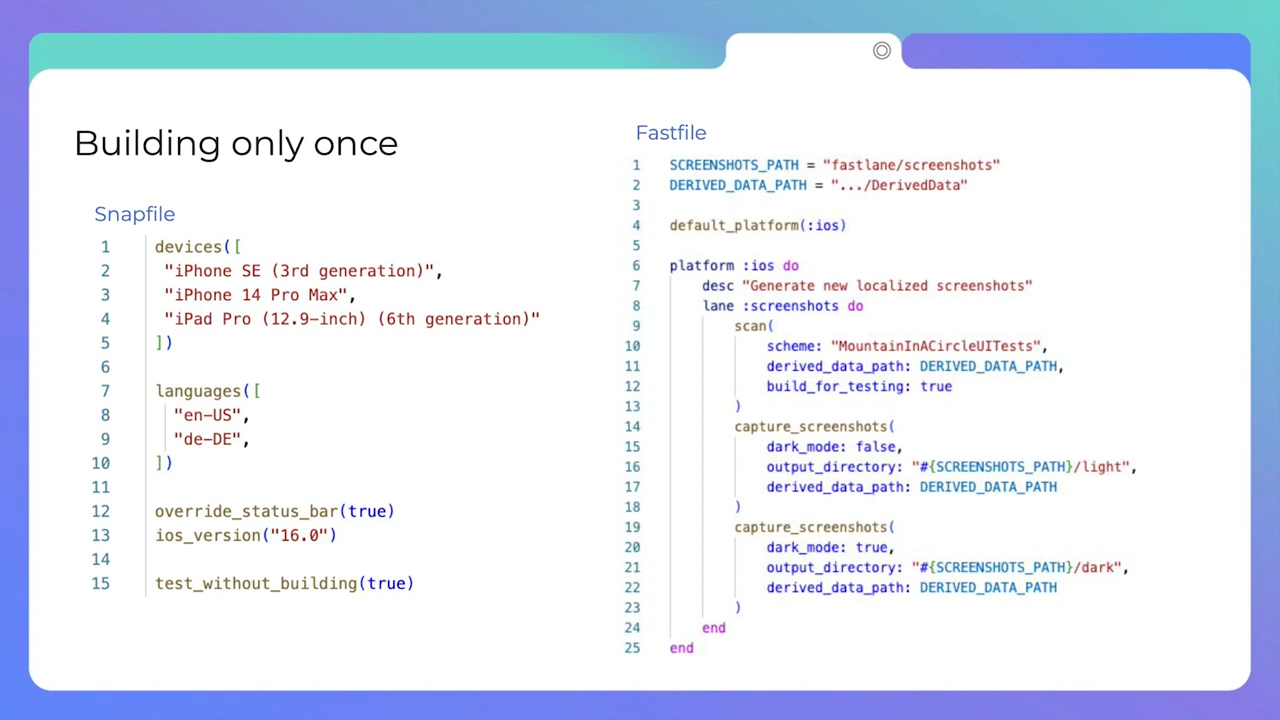 Building only once
Snapfile
1 devices([
2 "iPhone SE (3rd generation)",
3 "iPhone 14 Pro Max",
4 "iPad Pro (12.9-inch) (6th generation)"
5 ])
6
7 languages([
8 "en-US",
9 "de-DE",
10 ])
11
12 override_status_bar(true)
13 ios_version("16.0")
14
15 test_without_building(true)
Fastfile
1 SCREENSHOTS_PATH = "fastlane/screenshots"
2 DERIVED_DATA_PATH = ".../DerivedData"
3
4 default_platform(:ios)
5
6 platform :ios do
7 desc "Generate new localized screenshots"
8 lane :screenshots do
9 scan(
10 scheme: "MountainInACircleUITests",
11 derived_data_path: DERIVED_DATA_PATH,
12 build_for_testing: true
13 )
14 capture_screenshots(
15 dark_mode: false,
16 output_directory: "#{SCREENSHOTS_PATH}/light",
17 derived_data_path: DERIVED_DATA_PATH
18 )
19 capture_screenshots(
20 dark_mode: true,
21 output_directory: "#{SCREENSHOTS_PATH}/dark",
22 derived_data_path: DERIVED_DATA_PATH
23 )
24 end
25 end